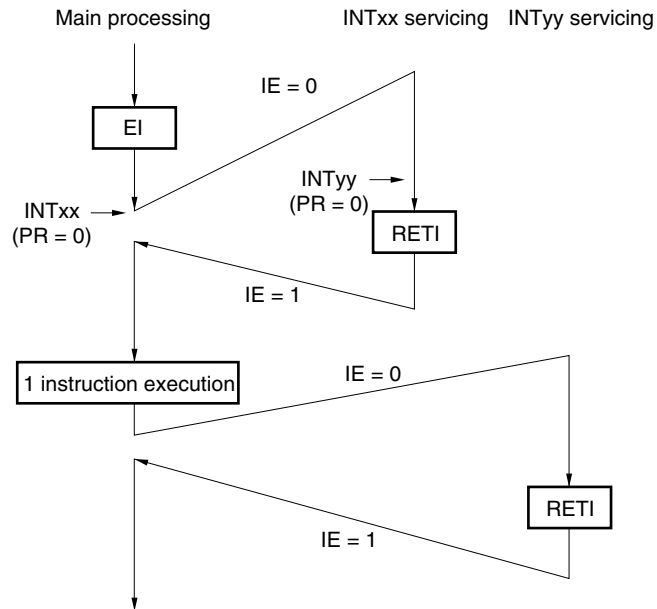 Main processing
INTxx servicing
INTyy servicing
IE = 0
EI
INTyy
(PR = 0)
INTxx
(PR = 0)
RETI
IE = 1
1 instruction execution
IE = 0
RETI
IE = 1